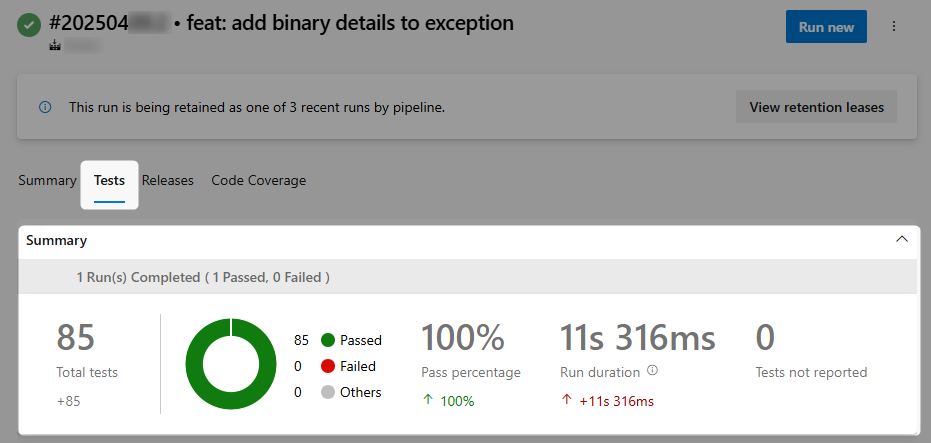 #202504 • feat: add binary details to exception
Run new
This run is being retained as one of 3 recent runs by pipeline.
View retention leases
Summary Tests Releases Code Coverage
Summary
1 Run(s) Completed ( 1 Passed, 0 Failed )
85
Total tests
+85
85 Passed
0 Failed
0 Others
100%
Pass percentage
100%
11s 316ms
Run duration
+11s 316ms
0
Tests not reported